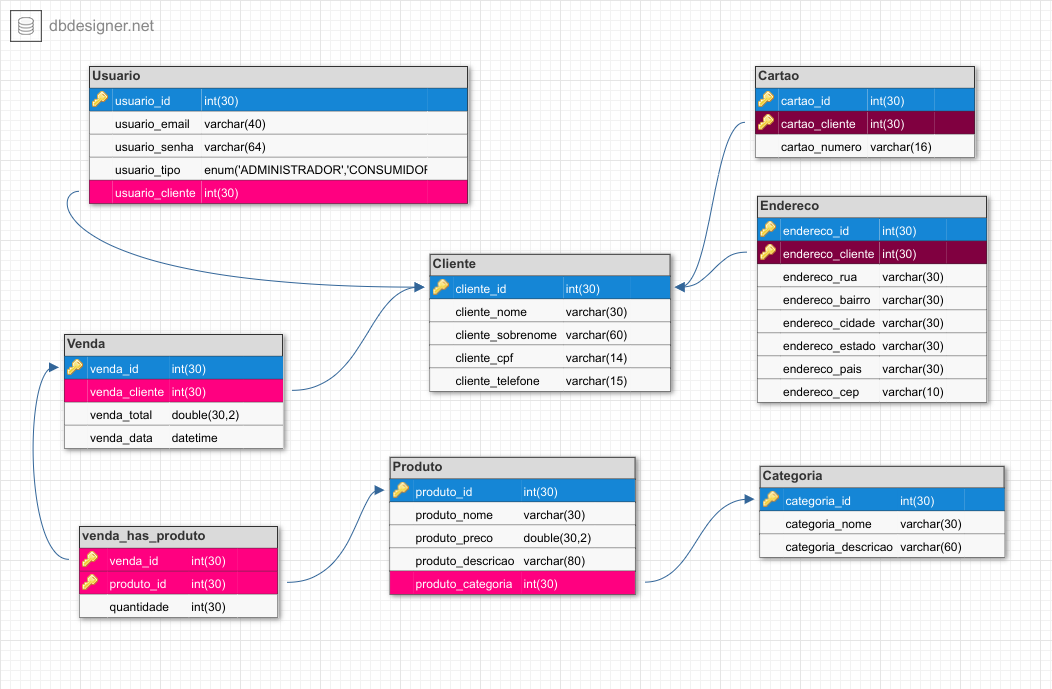 dbdesigner.net
Usuario
usuario_id int(30)
usuario_email varchar(40)
usuario_senha varchar(64)
usuario_tipo enum('ADMINISTRADOR','CONSUMIDOR
usuario_cliente int(30)
Cartao
cartao_id int(30)
cartao_cliente int(30)
cartao_numero varchar(16)
Endereco
endereco_id int(30)
endereco_cliente int(30)
endereco_rua varchar(30)
endereco_bairro varchar(30)
endereco_cidade varchar(30)
endereco_estado varchar(30)
endereco_pais varchar(30)
endereco_cep varchar(10)
Cliente
cliente_id int(30)
cliente_nome varchar(30)
cliente_sobrenome varchar(60)
cliente_cpf varchar(14)
cliente_telefone varchar(15)
Venda
venda_id int(30)
venda_cliente int(30)
venda_total double(30,2)
venda_data datetime
Produto
produto_id int(30)
produto_nome varchar(30)
produto_preco double(30,2)
produto_descricao varchar(80)
produto_categoria int(30)
Categoria
categoria_id int(30)
categoria_nome varchar(30)
categoria_descricao varchar(60)
venda_has_produto
venda_id int(30)
produto_id int(30)
quantidade int(30)